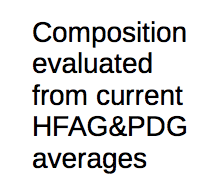 Composition
evaluated
from current
HFAG&PDG
averages